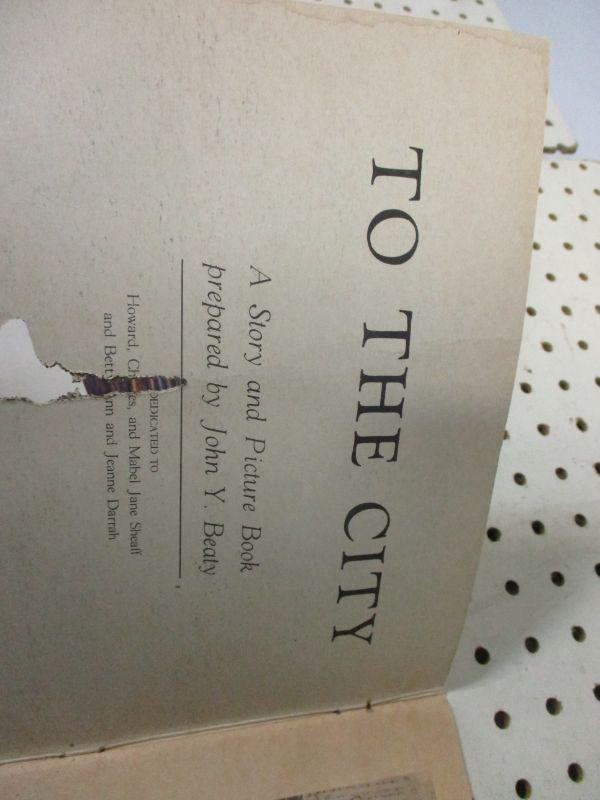 TO THE CITY
A Story and Picture Book
prepared by John Y. Beaty
DEDICATED TO
Howard, and Mabel Jane Sheaff
and Jeanne Darrah